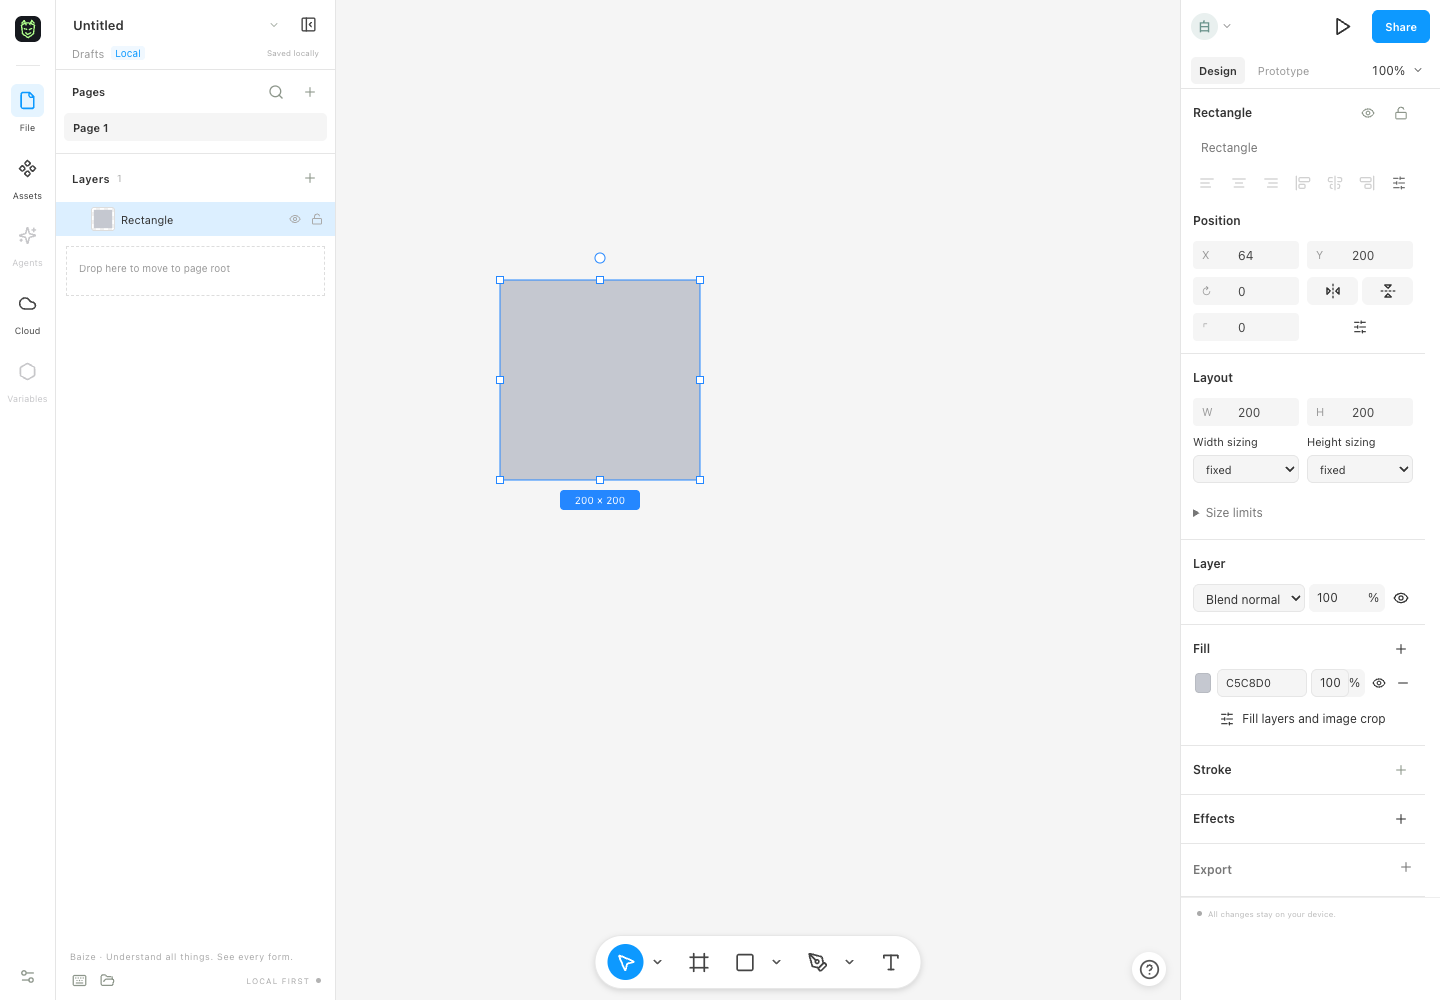 Untitled
Drafts Local Saved locally
File
Assets
Agents
Cloud
Variables
Pages
Page 1
Layers 1
Rectangle
Drop here to move to page root
Baize · Understand all things. See every form.
LOCAL FIRST
200 × 200
白
Share
Design Prototype 100%
Rectangle
Rectangle
Position
X 64 Y 200
0
0
Layout
W 200 H 200
Width sizing Height sizing
fixed fixed
Size limits
Layer
Blend normal 100 %
Fill
C5C8D0 100 %
Fill layers and image crop
Stroke
Effects
Export
All changes stay on your device.